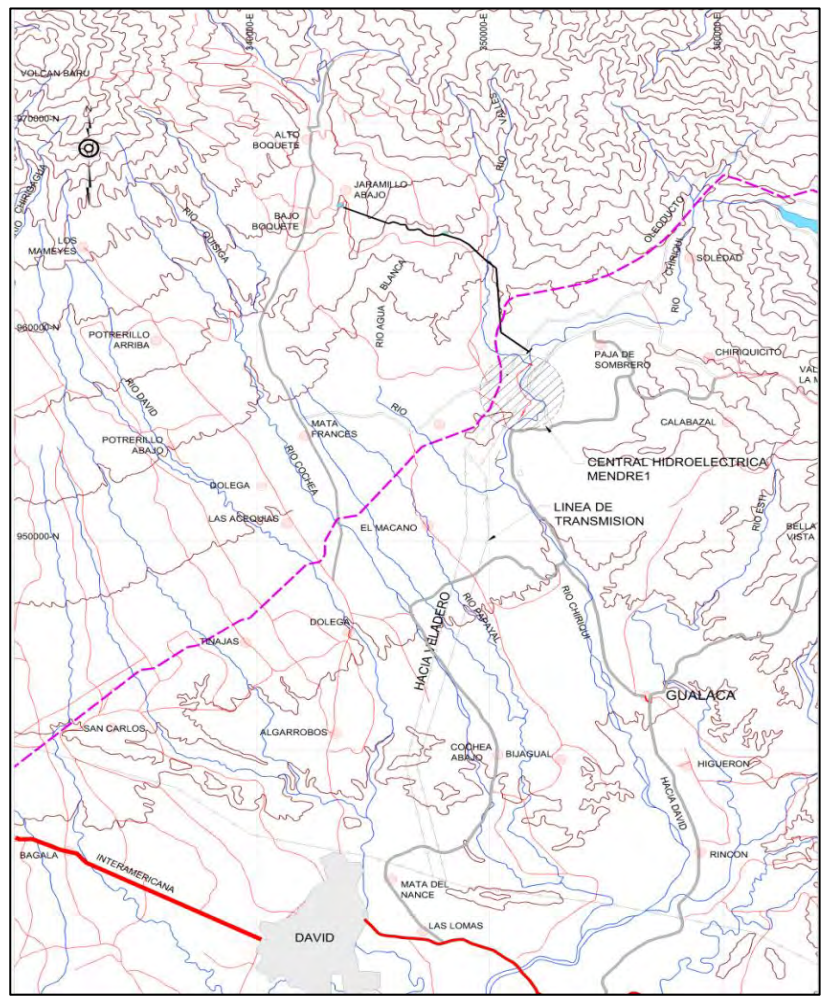 340000-E
350000-E
360000-E
VOLCAN BARU
970000-N
N
ALTO
BOQUETE
RIO VALLES
RIO CHIRIGAGUA
JARAMILLO
ABAJO
BAJO
BOQUETE
RIO QUISIGA
OLEODUCTO
LOS
MAMEYES
RIO CHIRIQUI
SOLEDAD
RIO AGUA BLANCA
960000-N
POTRERILLO
ARRIBA
PAJA DE
SOMBRERO
CHIRIQUICITO
RIO DAVID
VAL
LA M
RIO
MATA
FRANCES
CALABAZAL
POTRERILLO
ABAJO
RIO COCHEA
CENTRAL HIDROELECTRICA
MENDRE1
DOLEGA
LINEA DE
TRANSMISION
RIO ESTI
LAS ACEQUIAS
EL MACANO
BELLA
VISTA
950000-N
RIO CHIRIQUI
DOLEGA
RIO PAPAYAL
HACIA VELADERO
TINAJAS
GUALACA
SAN CARLOS
ALGARROBOS
COCHEA
ABAJO
BIJAGUAL
HIGUERON
HACIA DAVID
BAGALA
INTERAMERICANA
RINCON
MATA DEL
NANCE
LAS LOMAS
DAVID